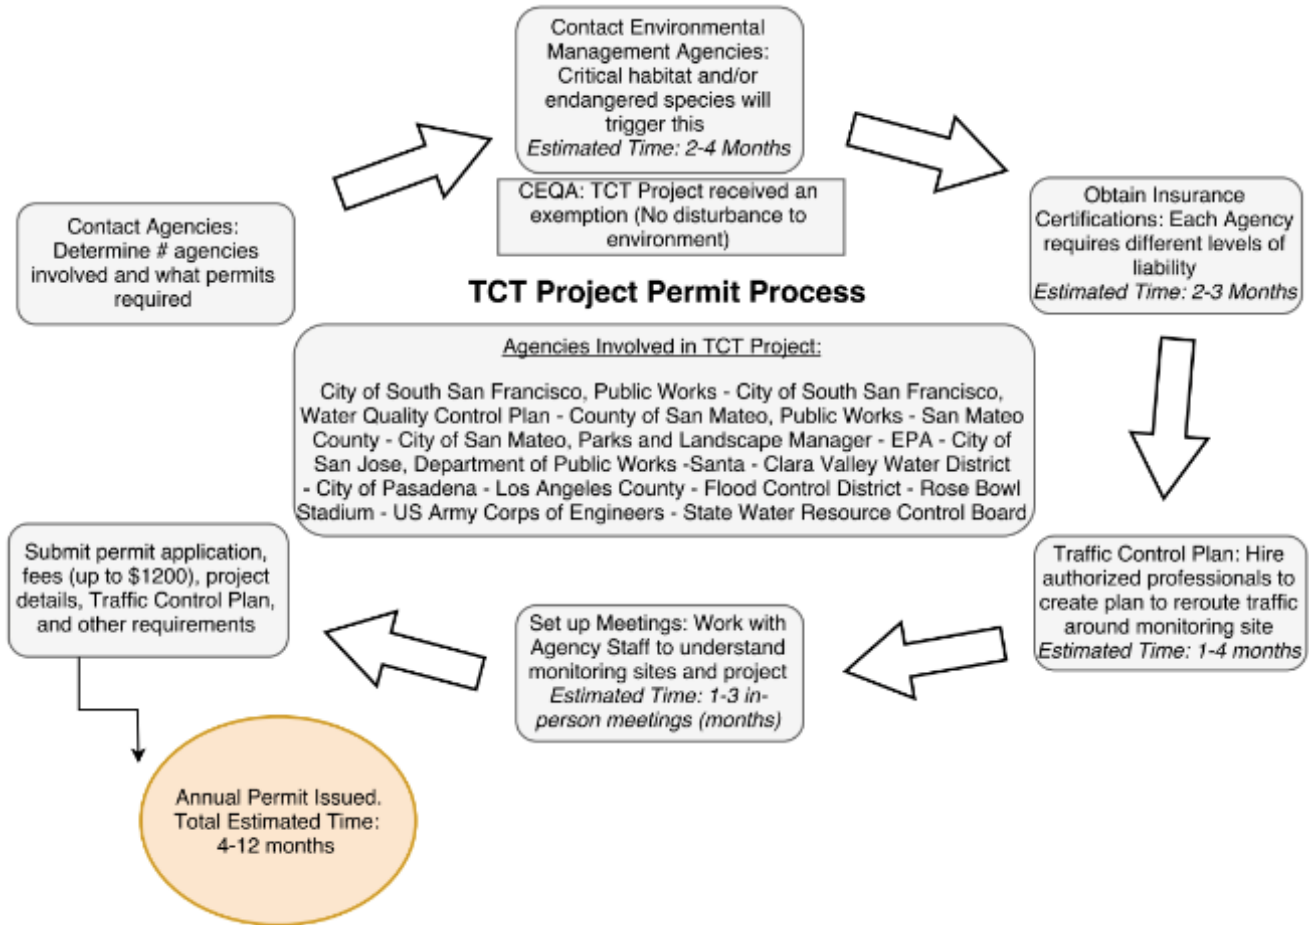 Contact Environmental
Management Agencies:
Critical habitat and/or
endangered species will
trigger this
Estimated Time: 2-4 Months
CEQA: TCT Project received an
exemption (No disturbance to
environment)
Contact Agencies:
Determine # agencies
involved and what permits
required
Obtain Insurance
Certifications: Each Agency
requires different levels of
liability
Estimated Time: 2-3 Months
TCT Project Permit Process
Agencies Involved in TCT Project:
City of South San Francisco, Public Works - City of South San Francisco,
Water Quality Control Plan - County of San Mateo, Public Works - San Mateo
County - City of San Mateo, Parks and Landscape Manager - EPA - City of
San Jose, Department of Public Works -Santa - Clara Valley Water District
- City of Pasadena - Los Angeles County - Flood Control District - Rose Bowl
Stadium - US Army Corps of Engineers - State Water Resource Control Board
Traffic Control Plan: Hire
authorized professionals to
create plan to reroute traffic
around monitoring site
Estimated Time: 1-4 months
Set up Meetings: Work with
Agency Staff to understand
monitoring sites and project
Estimated Time: 1-3 in-
person meetings (months)
Submit permit application,
fees (up to $1200), project
details, Traffic Control Plan,
and other requirements
Annual Permit Issued.
Total Estimated Time:
4-12 months